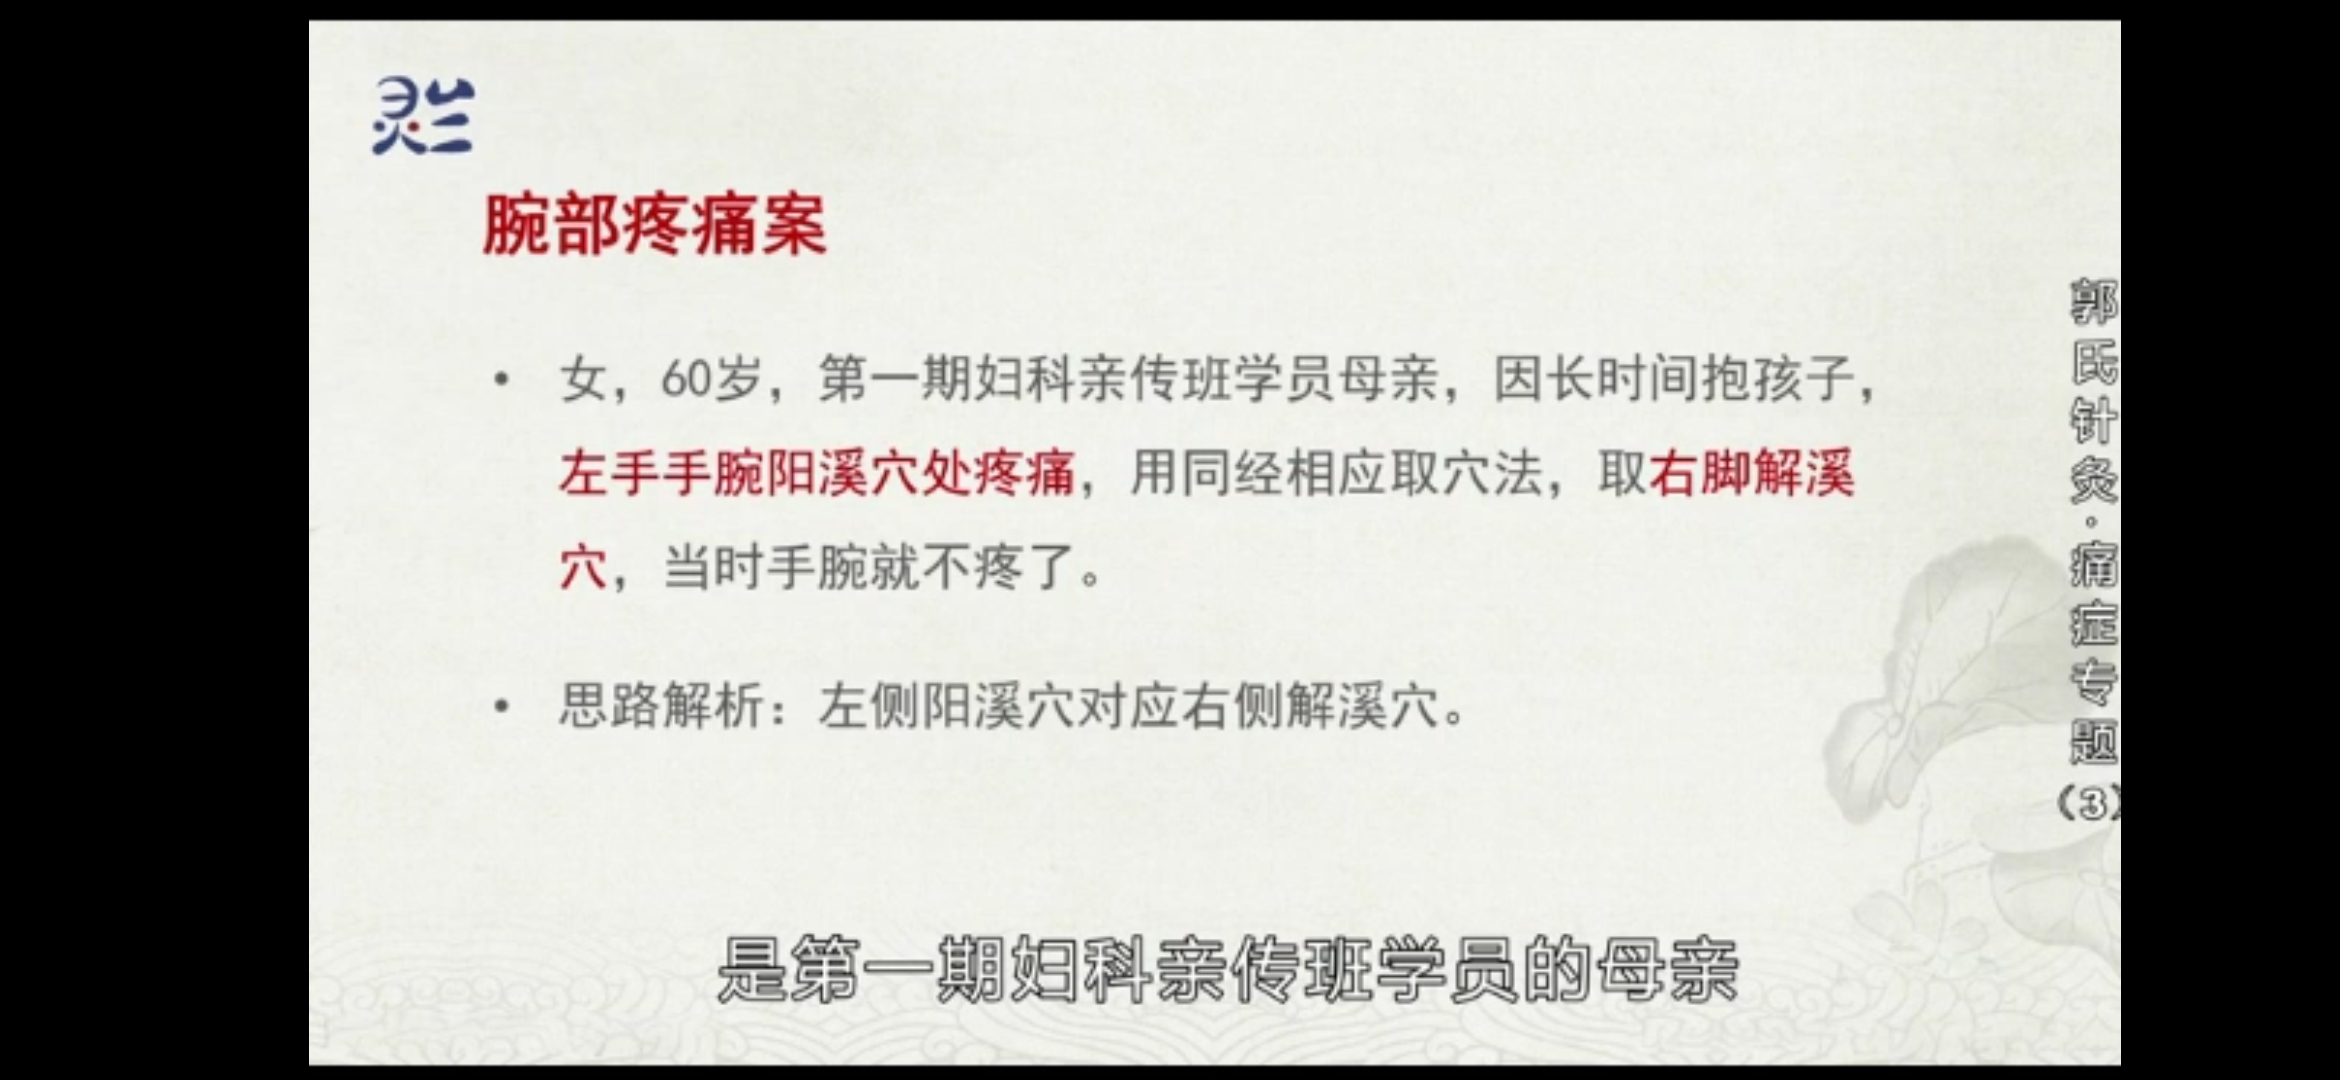 灵兰
腕部疼痛案
• 女，60岁，第一期妇科亲传班学员母亲，因长时间抱孩子，
左手手腕阳溪穴处疼痛，用同经相应取穴法，取右脚解溪
穴，当时手腕就不疼了。
• 思路解析：左侧阳溪穴对应右侧解溪穴。
郭氏针灸·痛症专题（3）
是第一期妇科亲传班学员的母亲